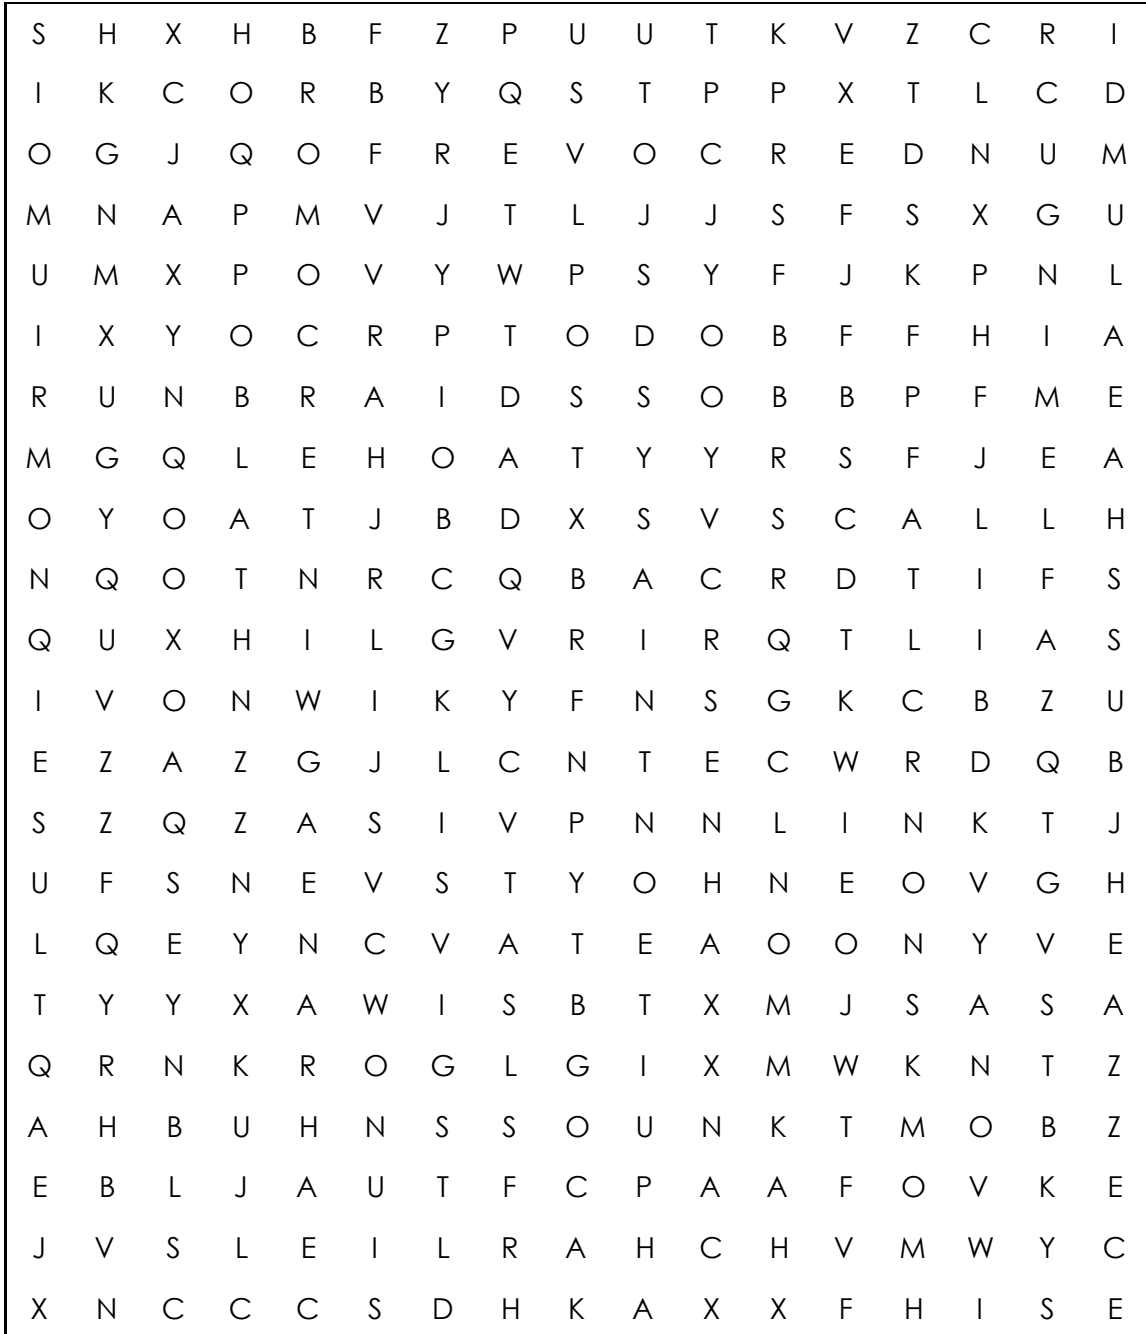 S H X H B F Z P U U T K V Z C R I
I K C O R B Y Q S T P P X T L C D
O G J Q O F R E V O C R E D N U M
M N A P M V J T L J J S F S X G U
U M X P O V Y W P S Y F J K P N L
I X Y O C R P T O D O B F F H I A
R U N B R A I D S S O B B P F M E
M G Q L E H O A T Y Y R S F J E A
O Y O A T J B D X S V S C A L L H
N Q O T N R C Q B A C R D T I F S
Q U X H I L G V R I R Q T L I A S
I V O N W I K Y F N S G K C B Z U
E Z A Z G J L C N T E C W R D Q B
S Z Q Z A S I V P N N L I N K T J
U F S N E V S T Y O H N E O V G H
L Q E Y N C V A T E A O O N Y V E
T Y Y X A W I S B T X M J S A S A
Q R N K R O G L G I X M W K N T Z
A H B U H N S S O U N K T M O B Z
E B L J A U T F C P A A F O V K E
J V S L E I L R A H C H V M W Y C
X N C C C S D H K A X X F H I S E